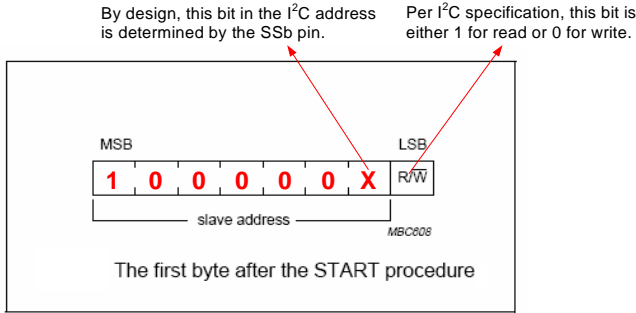 By design, this bit in the I²C address
is determined by the SSb pin.
Per I²C specification, this bit is
either 1 for read or 0 for write.
MSB
LSB
1 0 0 0 0 0 X R/W̅
slave address
MBC608
The first byte after the START procedure